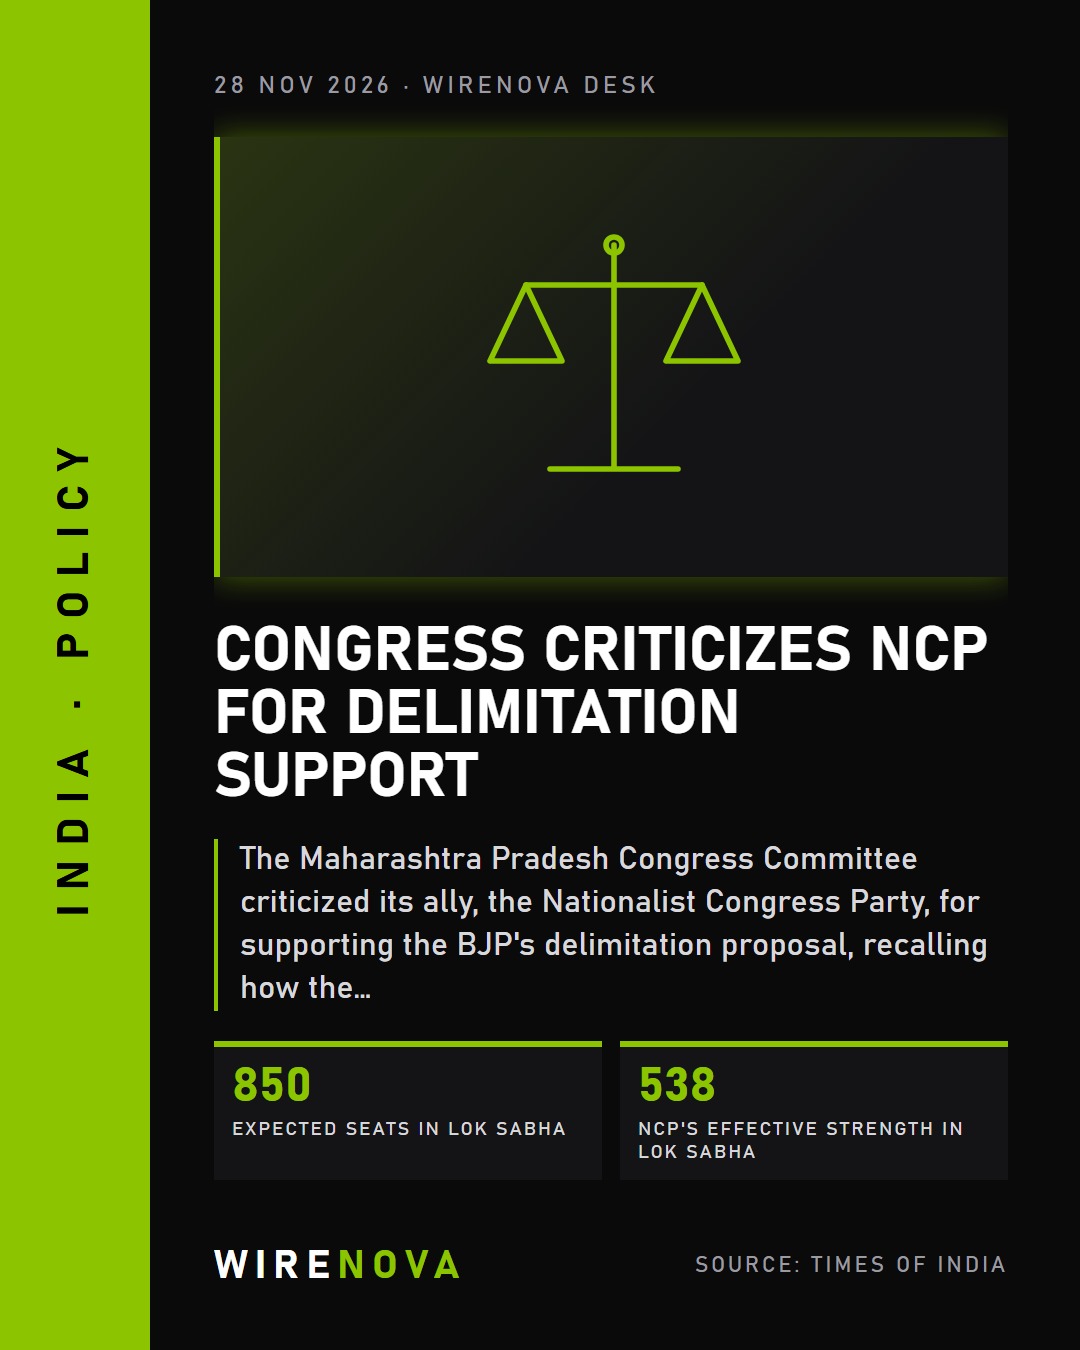 INDIA · POLICY
28 NOV 2026 · WIRENOVA DESK
CONGRESS CRITICIZES NCP
FOR DELIMITATION
SUPPORT
The Maharashtra Pradesh Congress Committee
criticized its ally, the Nationalist Congress Party, for
supporting the BJP's delimitation proposal, recalling
how the…
850
EXPECTED SEATS IN LOK SABHA
538
NCP'S EFFECTIVE STRENGTH IN
LOK SABHA
WIRENOVA
SOURCE: TIMES OF INDIA